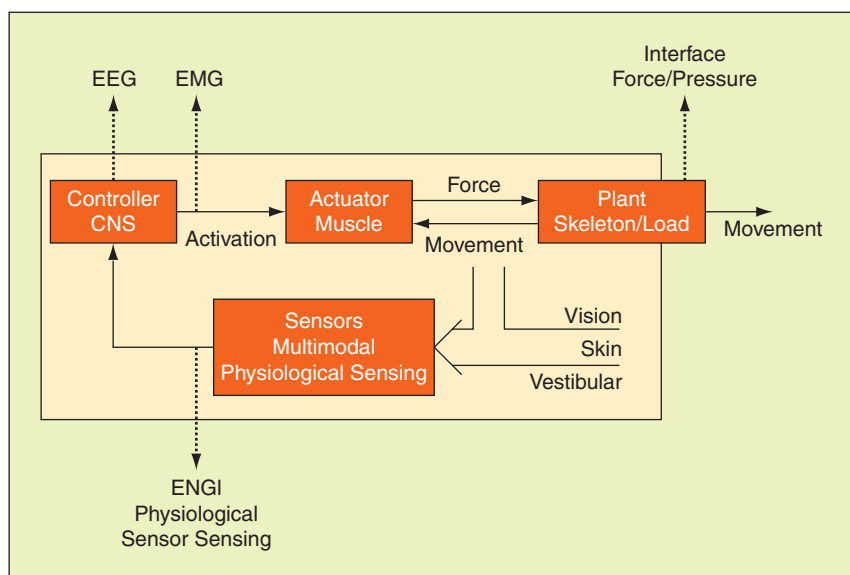 Interface
EEG
EMG
Force/Pressure
Controller
CNS
Activation
Actuator
Muscle
Force
Movement
Plant
Skeleton/Load
Movement
Sensors
Multimodal
Physiological Sensing
Vision
Skin
Vestibular
ENGI
Physiological
Sensor Sensing